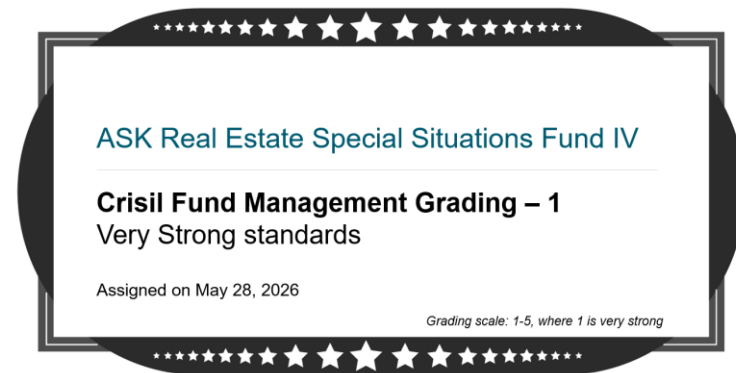 ASK Real Estate Special Situations Fund IV
Crisil Fund Management Grading – 1
Very Strong standards
Assigned on May 28, 2026
Grading scale: 1-5, where 1 is very strong